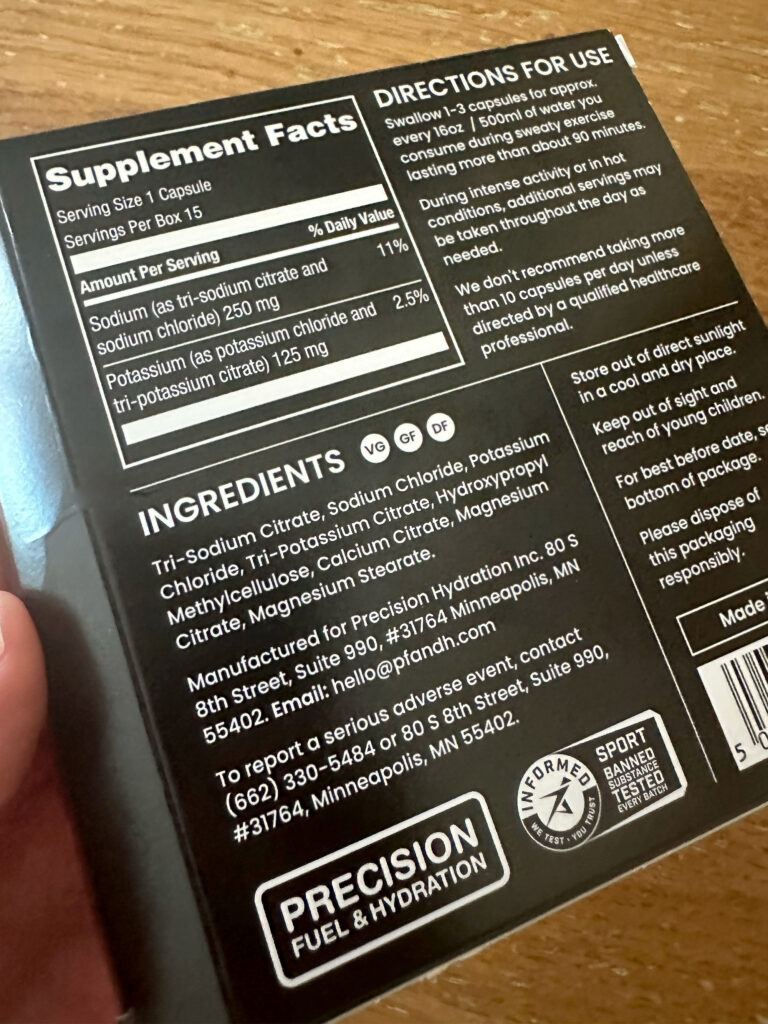 Supplement Facts
Serving Size 1 Capsule
Servings Per Box 15
Amount Per Serving % Daily Value
Sodium (as tri-sodium citrate and 11%
sodium chloride) 250 mg
Potassium (as potassium chloride and 2.5%
tri-potassium citrate) 125 mg
DIRECTIONS FOR USE
Swallow 1-3 capsules for approx.
every 16oz / 500ml of water you
consume during sweaty exercise
lasting more than about 90 minutes.
During intense activity or in hot
conditions, additional servings may
be taken throughout the day as
needed.
We don't recommend taking more
than 10 capsules per day unless
directed by a qualified healthcare
professional.
INGREDIENTS VG GF DF
Tri-Sodium Citrate, Sodium Chloride, Potassium
Chloride, Tri-Potassium Citrate, Hydroxypropyl
Methylcellulose, Calcium Citrate, Magnesium
Citrate, Magnesium Stearate.
Manufactured for Precision Hydration Inc. 80 S
8th Street, Suite 990, #31764 Minneapolis, MN
55402. Email: hello@pfandh.com
To report a serious adverse event, contact
(662) 330-5484 or 80 S 8th Street, Suite 990,
#31764, Minneapolis, MN 55402.
Store out of direct sunlight
in a cool and dry place.
Keep out of sight and
reach of young children.
For best before date,
bottom of package.
Please dispose of
this packaging
responsibly.
Made
5 0
PRECISION
FUEL & HYDRATION
INFORMED
WE TEST • YOU TRUST
SPORT
BANNED
SUBSTANCE
TESTED
EVERY BATCH